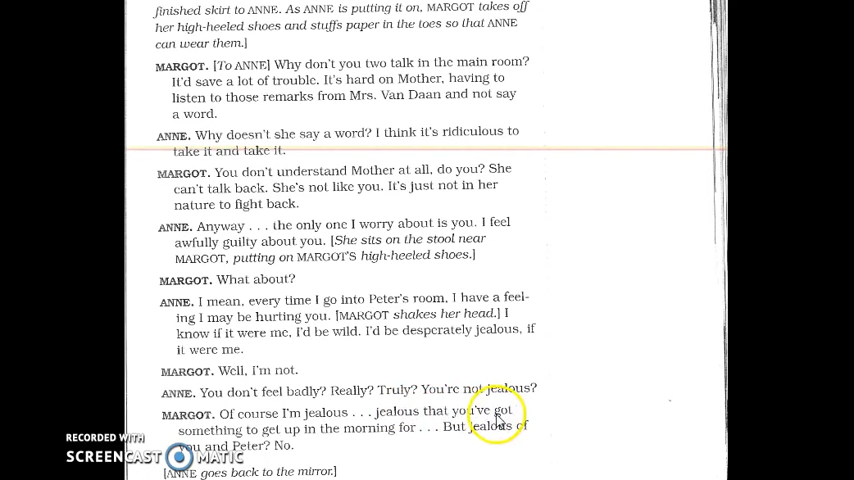 finished skirt to ANNE. As ANNE is putting it on, MARGOT takes off
her high-heeled shoes and stuffs paper in the toes so that ANNE
can wear them.]
MARGOT. [To ANNE] Why don't you two talk in the main room?
It'd save a lot of trouble. It's hard on Mother, having to
listen to those remarks from Mrs. Van Daan and not say
a word.
ANNE. Why doesn't she say a word? I think it's ridiculous to
take it and take it.
MARGOT. You don't understand Mother at all, do you? She
can't talk back. She's not like you. It's just not in her
nature to fight back.
ANNE. Anyway . . . the only one I worry about is you. I feel
awfully guilty about you. [She sits on the stool near
MARGOT, putting on MARGOT'S high-heeled shoes.]
MARGOT. What about?
ANNE. I mean, every time I go into Peter's room, I have a feel-
ing I may be hurting you. [MARGOT shakes her head.] I
know if it were me, I'd be wild. I'd be desperately jealous, if
it were me.
MARGOT. Well, I'm not.
ANNE. You don't feel badly? Really? Truly? You're not jealous?
MARGOT. Of course I'm jealous . . . jealous that you've got
something to get up in the morning for . . . But jealous of
you and Peter? No.
[ANNE goes back to the mirror.]
RECORDED WITH
SCREENCAST MATIC